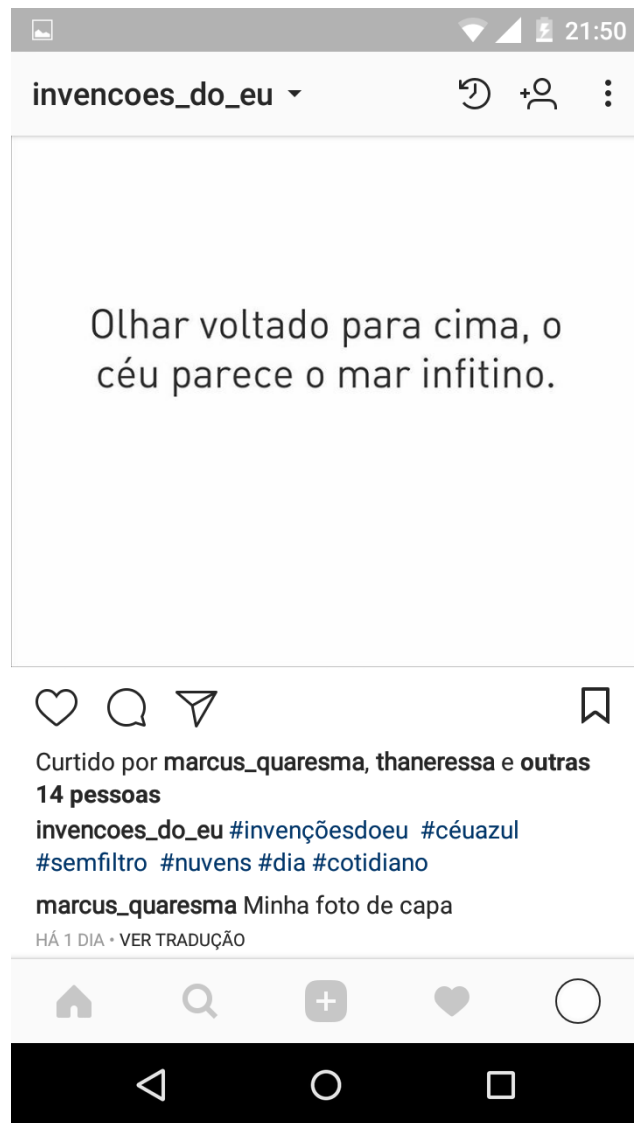 21:50
invencoes_do_eu
Olhar voltado para cima, o
céu parece o mar infitino.
Curtido por marcus_quaresma, thaneressa e outras
14 pessoas
invencoes_do_eu #invençõesdoeu #céuazul
#semfiltro #nuvens #dia #cotidiano
marcus_quaresma Minha foto de capa
HÁ 1 DIA • VER TRADUÇÃO